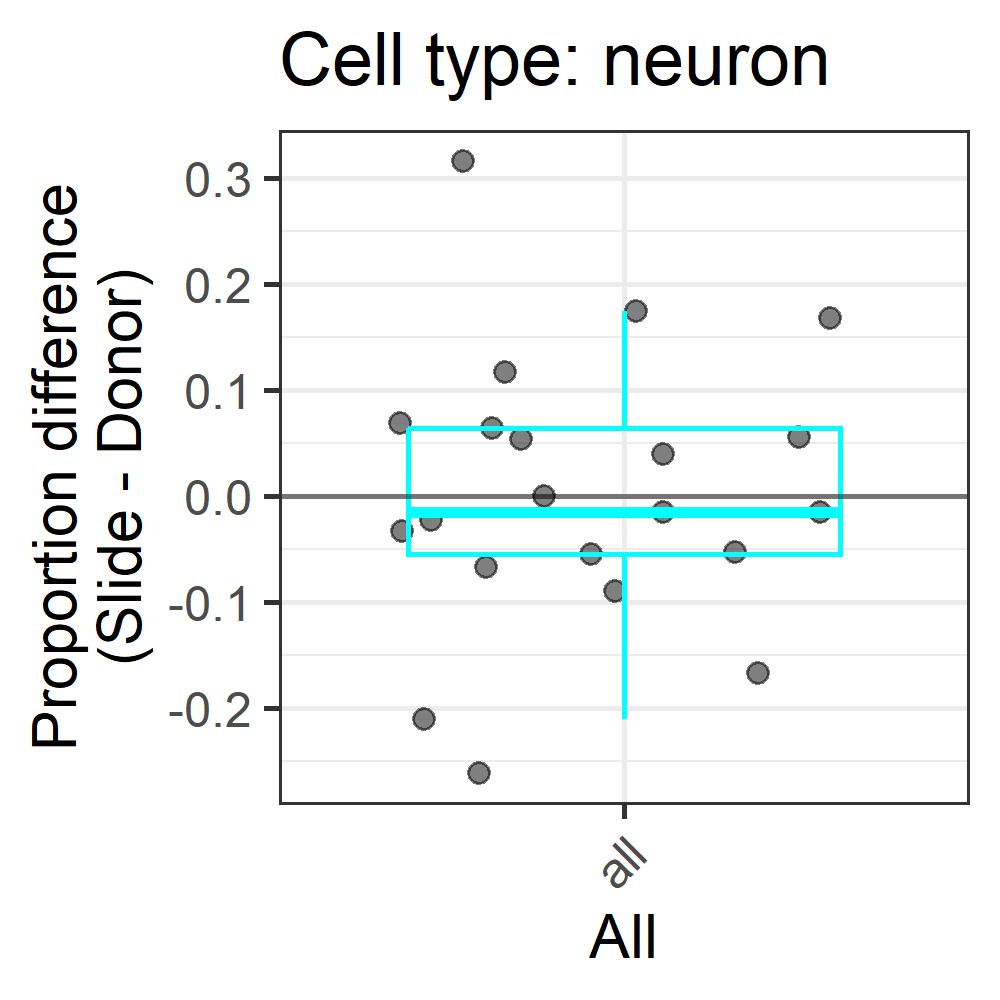 Cell type: neuron
Proportion difference
(Slide - Donor)
0.3
0.2
0.1
0.0
-0.1
-0.2
all
All